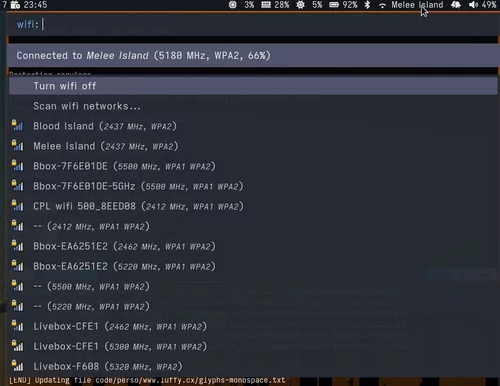 7 23:45 3% 28% 5% 92% Melee Island 49%
wifi:
Connected to Melee Island (5180 MHz, WPA2, 66%)
Restarting services
Turn wifi off
Scan wifi networks...
Blood Island (2437 MHz, WPA2)
Melee Island (2437 MHz, WPA2)
Bbox-7F6E01DE (5500 MHz, WPA1 WPA2)
Bbox-7F6E01DE-5GHz (5500 MHz, WPA2)
CPL wifi 500_8EED08 (2412 MHz, WPA2)
-- (2412 MHz, WPA1 WPA2)
Bbox-EA6251E2 (2462 MHz, WPA2)
Bbox-EA6251E2 (5220 MHz, WPA2)
-- (5500 MHz, WPA1 WPA2)
-- (5220 MHz, WPA2)
Livebox-CFE1 (2462 MHz, WPA1 WPA2)
Livebox-CFE1 (5300 MHz, WPA1 WPA2)
Livebox-F608 (5320 MHz, WPA2)
[END] Updating file code/perso/www.luffy.cx/glyphs-monospace.txt